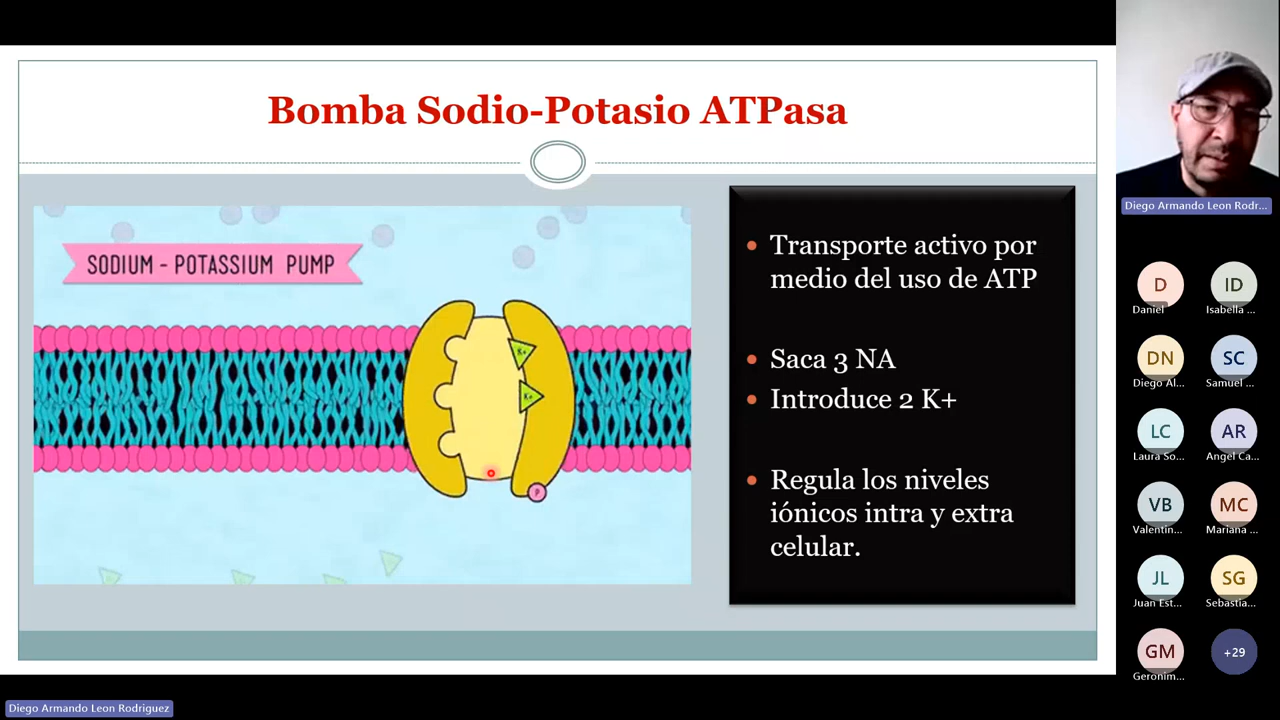 Bomba Sodio-Potasio ATPasa
SODIUM - POTASSIUM PUMP
K+
K+
P
Transporte activo por
medio del uso de ATP
Saca 3 NA
Introduce 2 K+
Regula los niveles
iónicos intra y extra
celular.
Diego Armando Leon Rodr...
D
ID
Daniel
Isabella ...
DN
SC
Diego Al...
Samuel ...
LC
AR
Laura So...
Angel Ca...
VB
MC
Valentin...
Mariana ...
JL
SG
Juan Est...
Sebastia...
GM
+29
Geronim...
Diego Armando Leon Rodriguez